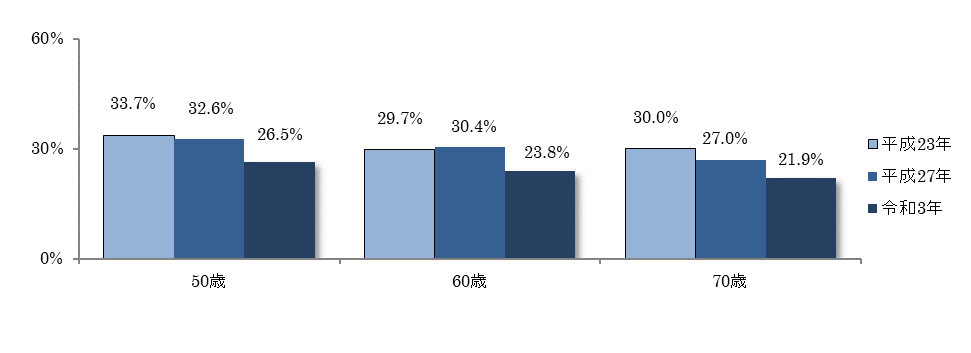 60%
30%
0%
33.7%
32.6%
26.5%
29.7%
30.4%
23.8%
30.0%
27.0%
21.9%
50歳
60歳
70歳
平成23年
平成27年
令和3年